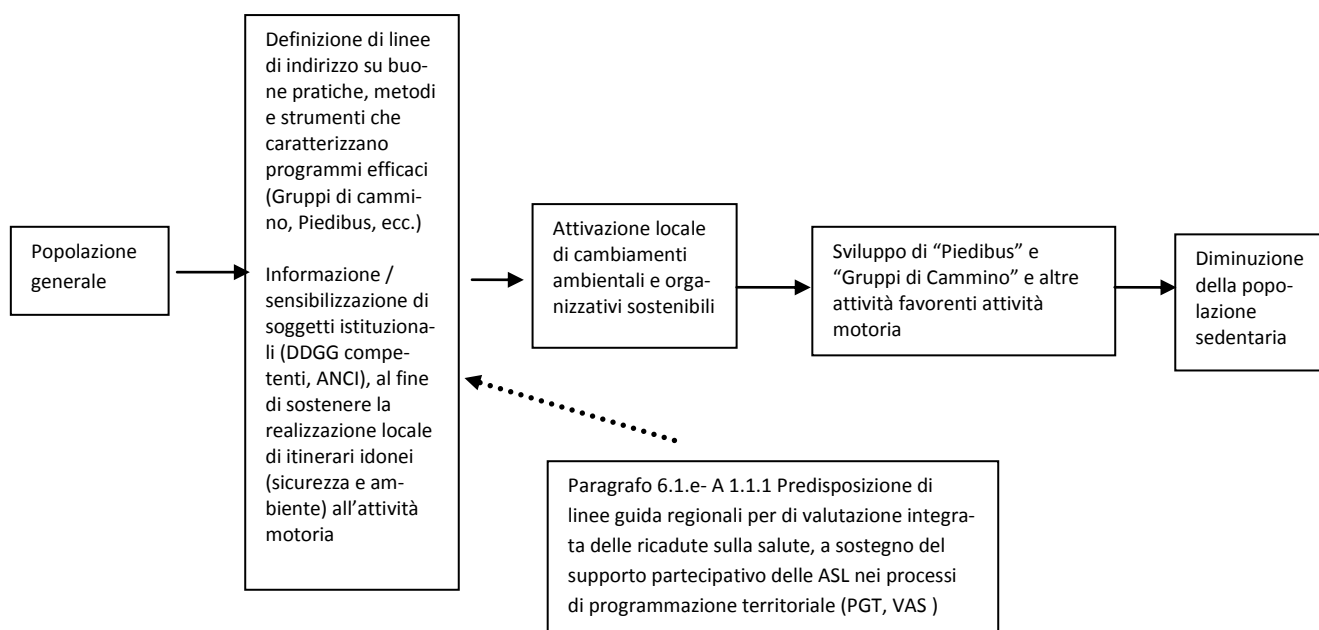 Popolazione
generale
Definizione di linee
di indirizzo su buo-
ne pratiche, metodi
e strumenti che
caratterizzano
programmi efficaci
(Gruppi di cammi-
no, Piedibus, ecc.)
Informazione /
sensibilizzazione di
soggetti istituziona-
li (DDGG compe-
tenti, ANCI), al fine
di sostenere la
realizzazione locale
di itinerari idonei
(sicurezza e am-
biente) all’attività
motoria
Attivazione locale
di cambiamenti
ambientali e orga-
nizzativi sostenibili
Sviluppo di “Piedibus” e
“Gruppi di Cammino” e altre
attività favorenti attività
motoria
Diminuzione
della popo-
lazione
sedentaria
Paragrafo 6.1.e- A 1.1.1 Predisposizione di
linee guida regionali per di valutazione integra-
ta delle ricadute sulla salute, a sostegno del
supporto partecipativo delle ASL nei processi
di programmazione territoriale (PGT, VAS )